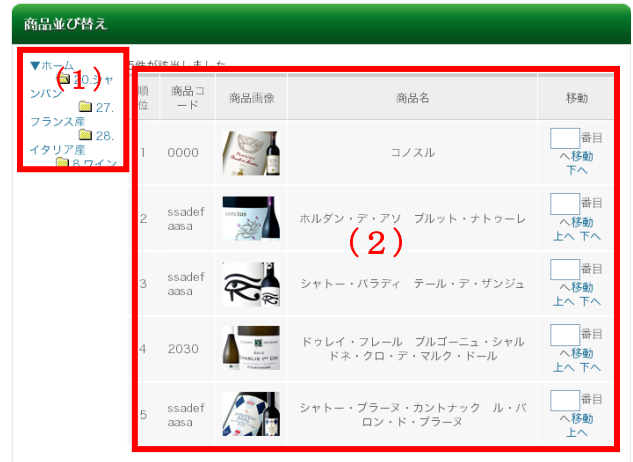 商品並び替え
▼ホーム
20.シャ
ンパン
27.
フランス産
28.
イタリア産
8.ワイン
(1)
5件が該当しました
順位 商品コード 商品画像 商品名 移動
1 0000 コノスル 番目
へ移動
下へ
2 ssadef
aasa ホルダン・デ・アソ ブルット・ナトゥーレ 番目
へ移動
上へ 下へ
(2)
3 ssadef
aasa シャトー・パラディ テール・デ・ザンジュ 番目
へ移動
上へ 下へ
4 2030 ドゥレイ・フレール ブルゴーニュ・シャル
ドネ・クロ・デ・マルク・ドール 番目
へ移動
上へ 下へ
5 ssadef
aasa シャトー・ブラーヌ・カントナック ル・バ
ロン・ド・ブラーヌ 番目
へ移動
上へ